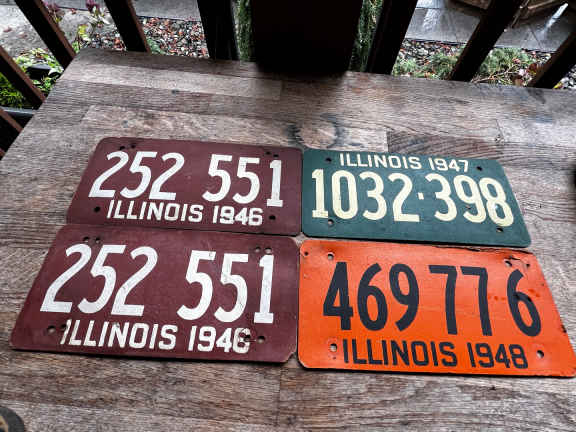 252 551
ILLINOIS 1946
ILLINOIS 1947
1032·398
252 551
ILLINOIS 1946
469 776
ILLINOIS 1948